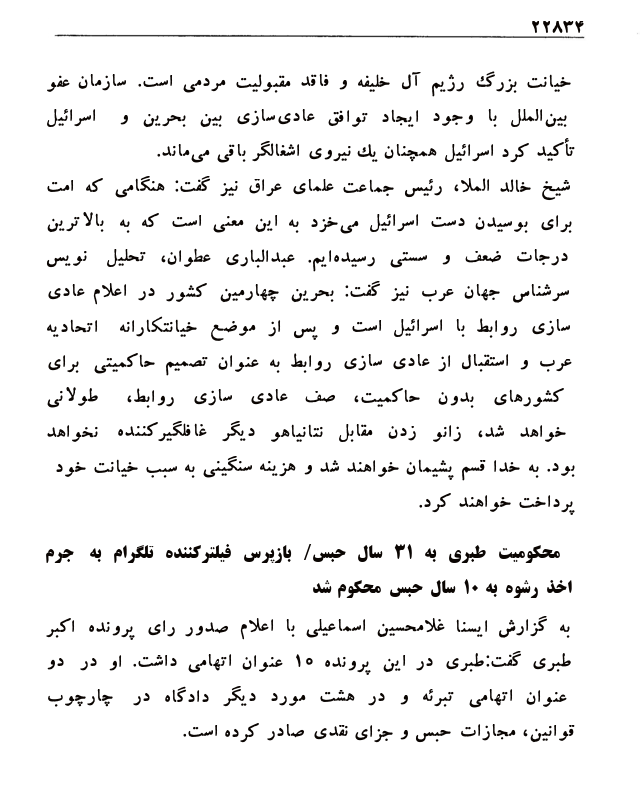 ۲۲۸۳۴
خیانت بزرگ رژیم آل خلیفه و فاقد مقبولیت مردمی است. سازمان عفو
بین‌الملل با وجود ایجاد توافق عادی‌سازی بین بحرین و اسرائیل
تأکید کرد اسرائیل همچنان یك نیروی اشغالگر باقی می‌ماند.
شیخ خالد الملا، رئیس جماعت علمای عراق نیز گفت: هنگامی که امت
برای بوسیدن دست اسرائیل می‌خزد به این معنی است که به بالاترین
درجات ضعف و سستی رسیده‌ایم. عبدالباری عطوان، تحلیل نویس
سرشناس جهان عرب نیز گفت: بحرین چهارمین کشور در اعلام عادی
سازی روابط با اسرائیل است و پس از موضع خیانتکارانه اتحادیه
عرب و استقبال از عادی سازی روابط به عنوان تصمیم حاکمیتی برای
کشورهای بدون حاکمیت، صف عادی سازی روابط، طولانی
خواهد شد، زانو زدن مقابل نتانیاهو دیگر غافلگیرکننده نخواهد
بود. به خدا قسم پشیمان خواهند شد و هزینه سنگینی به سبب خیانت خود
پرداخت خواهند کرد.
محکومیت طبری به ۳۱ سال حبس/ بازپرس فیلترکننده تلگرام به جرم
اخذ رشوه به ۱۰ سال حبس محکوم شد
به گزارش ایسنا غلامحسین اسماعیلی با اعلام صدور رای پرونده اکبر
طبری گفت:طبری در این پرونده ۱۵ عنوان اتهامی داشت. او در دو
عنوان اتهامی تبرئه و در هشت مورد دیگر دادگاه در چارچوب
قوانین، مجازات حبس و جزای نقدی صادر کرده است.